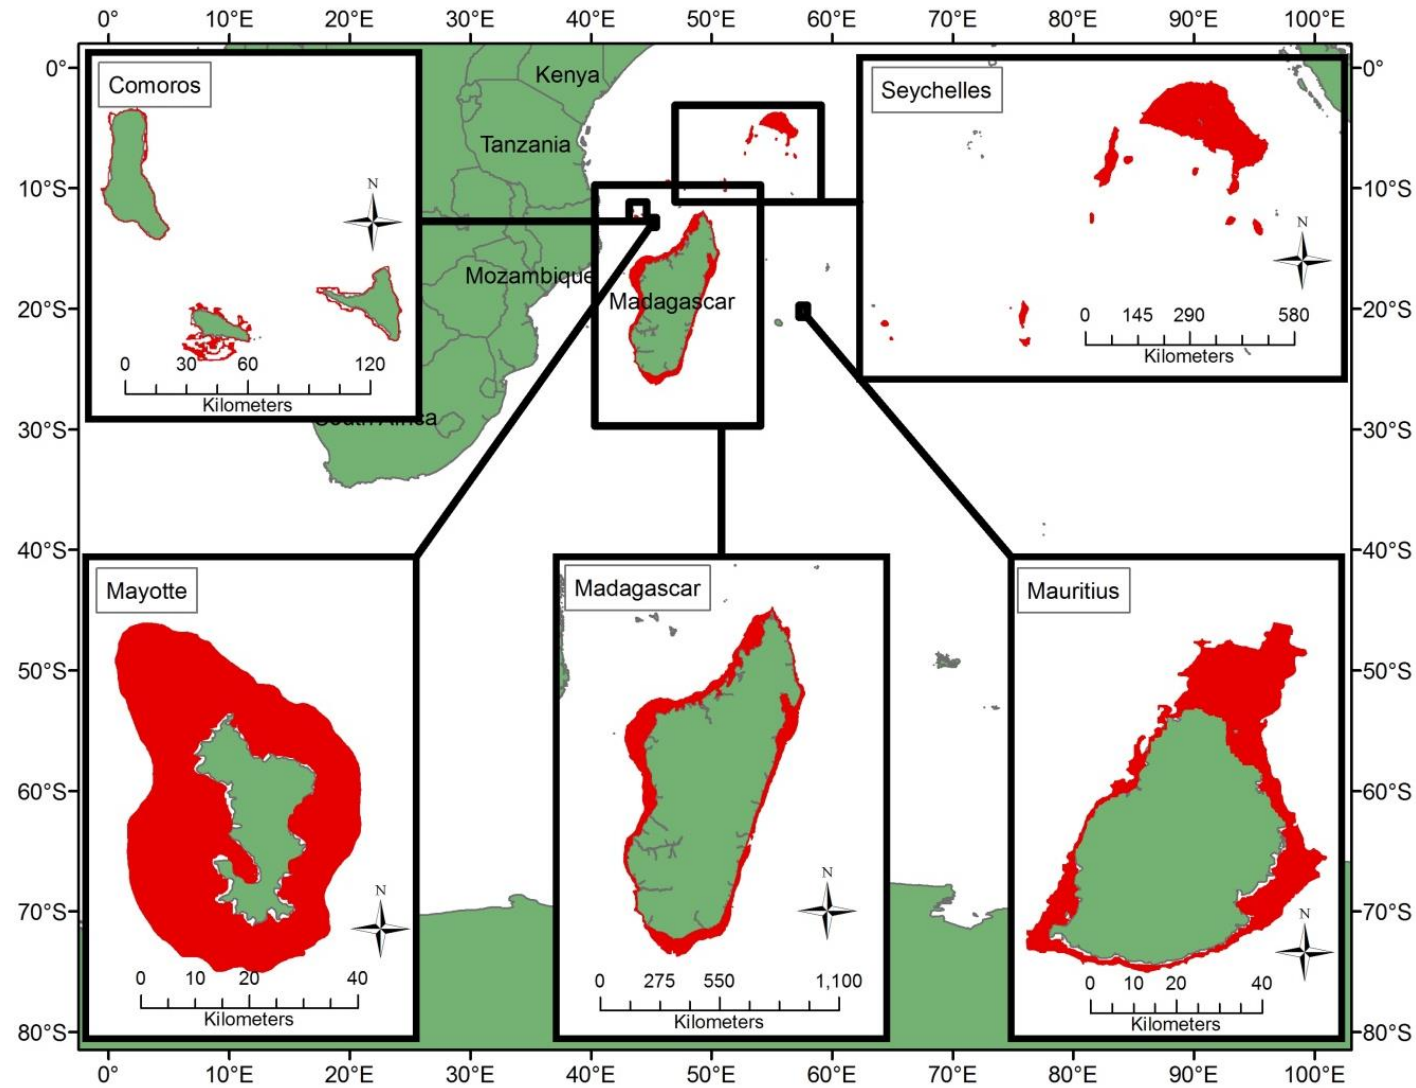 0° 10°E 20°E 30°E 40°E 50°E 60°E 70°E 80°E 90°E 100°E
0° 0°
10°S 10°S
20°S 20°S
30°S 30°S
40°S 40°S
50°S 50°S
60°S 60°S
70°S 70°S
80°S 80°S
Kenya
Tanzania
Mozambique
Madagascar
South Africa
Comoros
N
0 30 60 120
Kilometers
Seychelles
N
0 145 290 580
Kilometers
Mayotte
N
0 10 20 40
Kilometers
Madagascar
N
0 275 550 1,100
Kilometers
Mauritius
N
0 10 20 40
Kilometers
0° 10°E 20°E 30°E 40°E 50°E 60°E 70°E 80°E 90°E 100°E